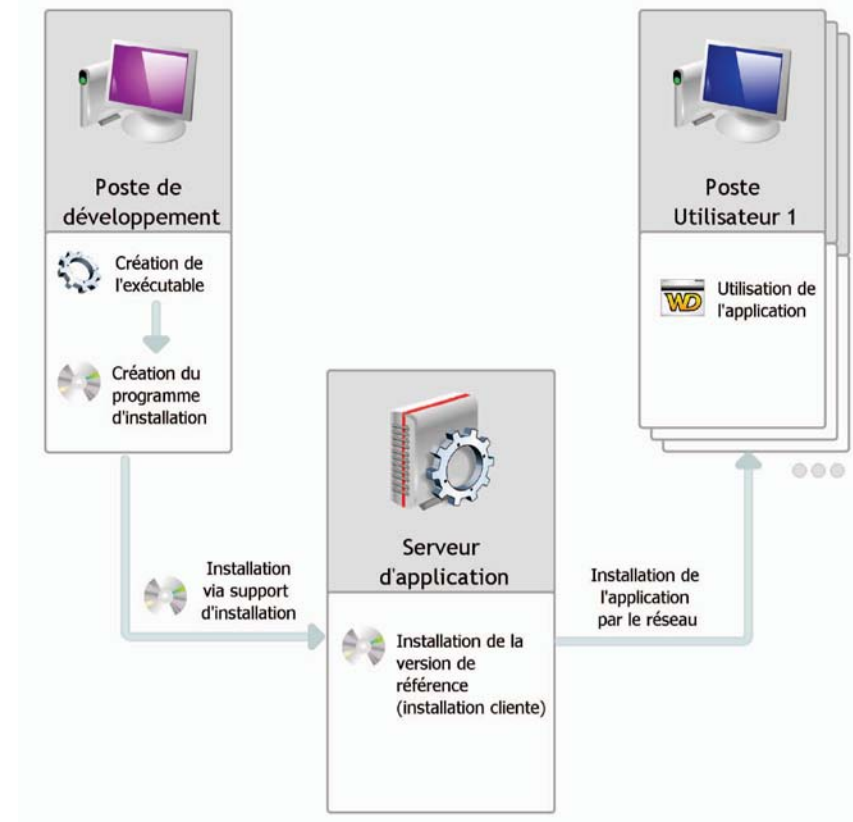 Poste de
développement
Création de
l'exécutable
Création du
programme
d'installation
Installation
via support
d'installation
Serveur
d'application
Installation de la
version de
référence
(installation cliente)
Installation de
l'application
par le réseau
Poste
Utilisateur 1
WD
Utilisation de
l'application